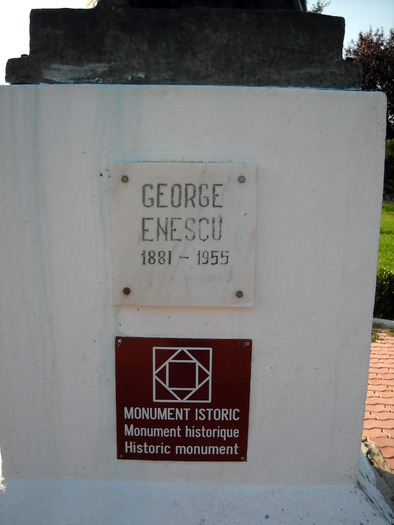 GEORGE
ENESCU
1881 - 1955
MONUMENT ISTORIC
Monument historique
Historic monument